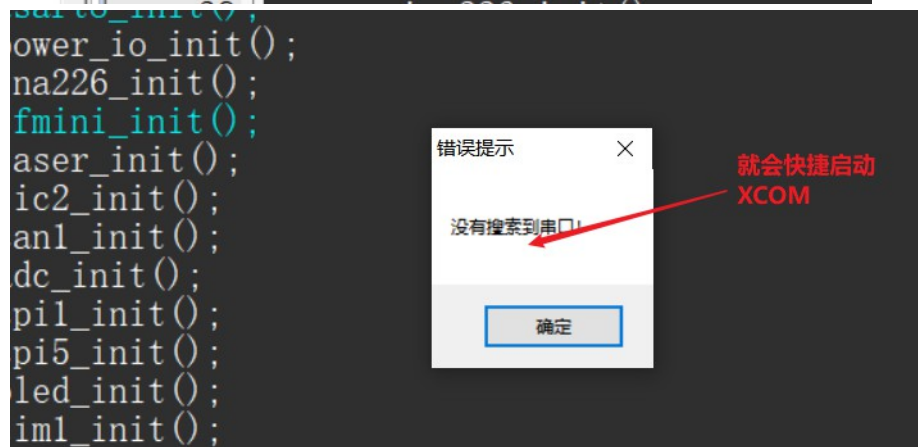 power_io_init();
na226_init();
fmini_init();
aser_init();
ic2_init();
an1_init();
dc_init();
pi1_init();
pi5_init();
led_init();
im1_init();
错误提示
没有搜索到串口!
确定
就会快捷启动
XCOM